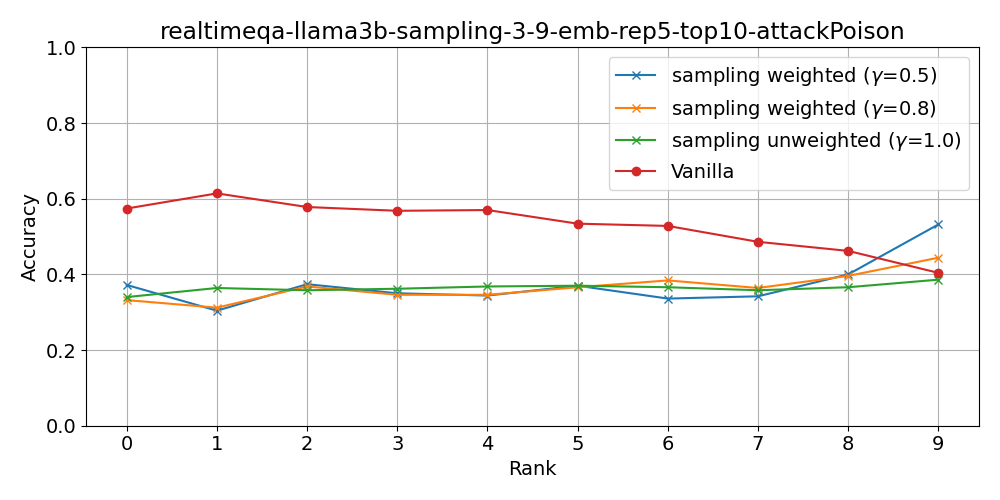 realtimeqa-llama3b-sampling-3-9-emb-rep5-top10-attackPoison
1.0
0.8
0.6
0.4
0.2
0.0
Accuracy
sampling weighted (γ=0.5)
sampling weighted (γ=0.8)
sampling unweighted (γ=1.0)
Vanilla
0 1 2 3 4 5 6 7 8 9
Rank